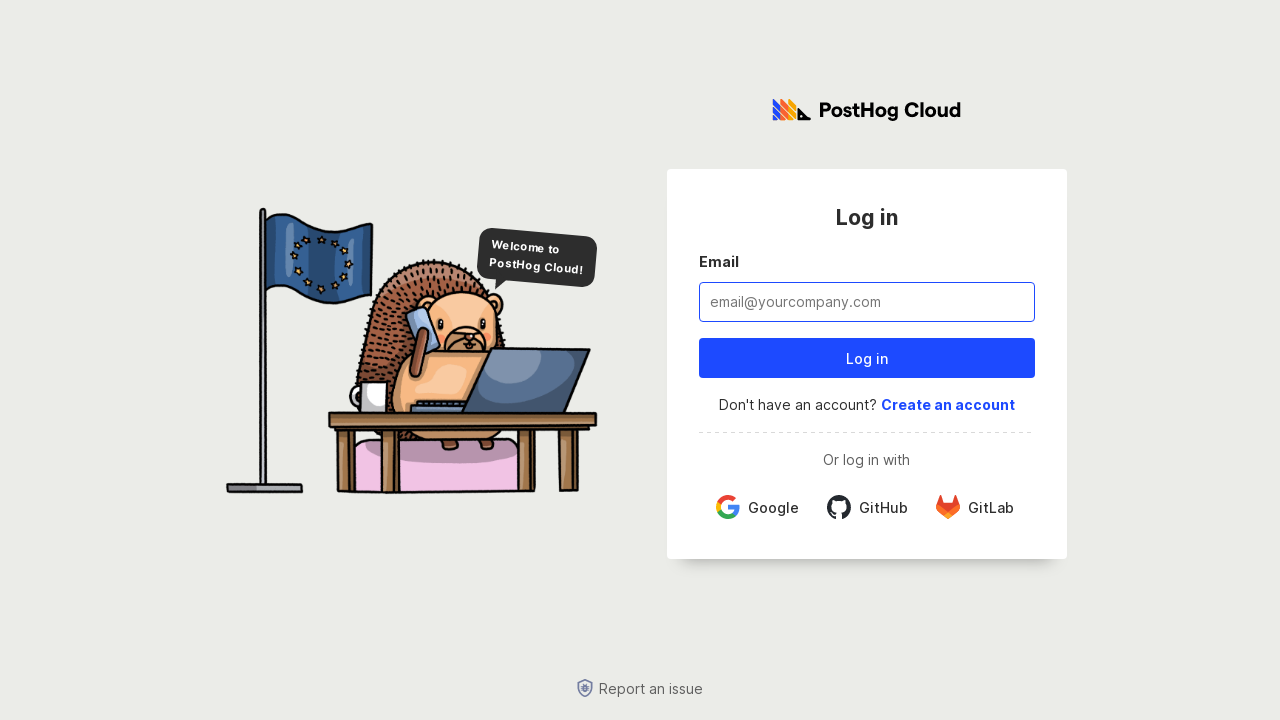 PostHog Cloud
Welcome to
PostHog Cloud!
Log in
Email
email@yourcompany.com
Log in
Don't have an account? Create an account
Or log in with
Google GitHub GitLab
Report an issue